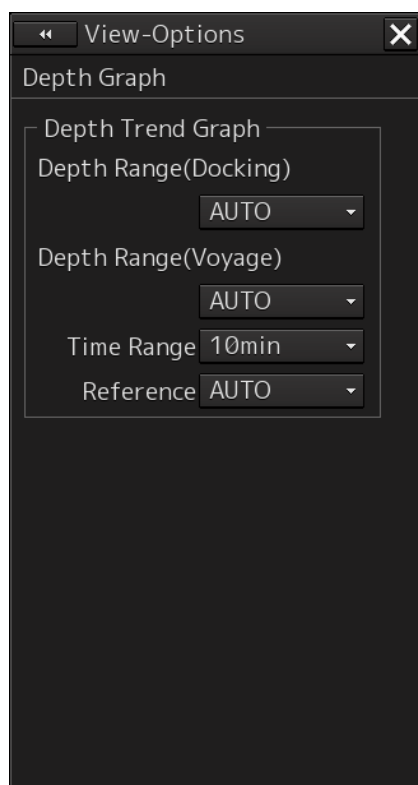 View-Options
Depth Graph
Depth Trend Graph
Depth Range(Docking)
AUTO
Depth Range(Voyage)
AUTO
Time Range 10min
Reference AUTO